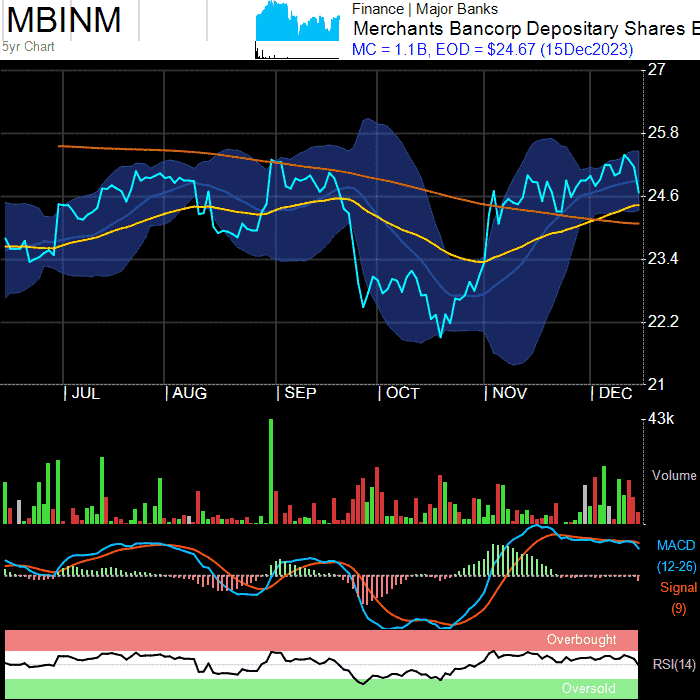 MBINM
5yr Chart
Finance | Major Banks
Merchants Bancorp Depositary Shares E
MC = 1.1B, EOD = $24.67 (15Dec2023)
27
25.8
24.6
23.4
22.2
21
| JUL | AUG | SEP | OCT | NOV | DEC
43k
Volume
MACD
(12-26)
Signal
(9)
Overbought
RSI(14)
Oversold